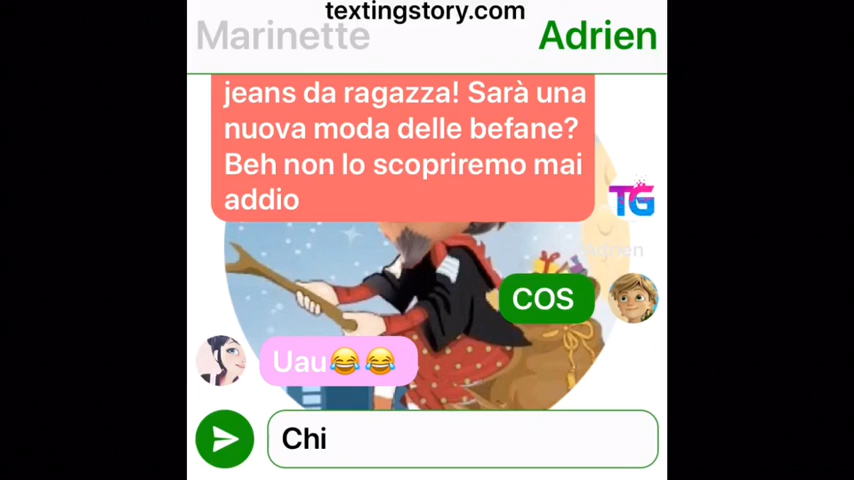 textingstory.com
Marinette
Adrien
jeans da ragazza! Sarà una
nuova moda delle befane?
Beh non lo scopriremo mai
addio
TG
Adrien
COS
Uau😂😂
Chi